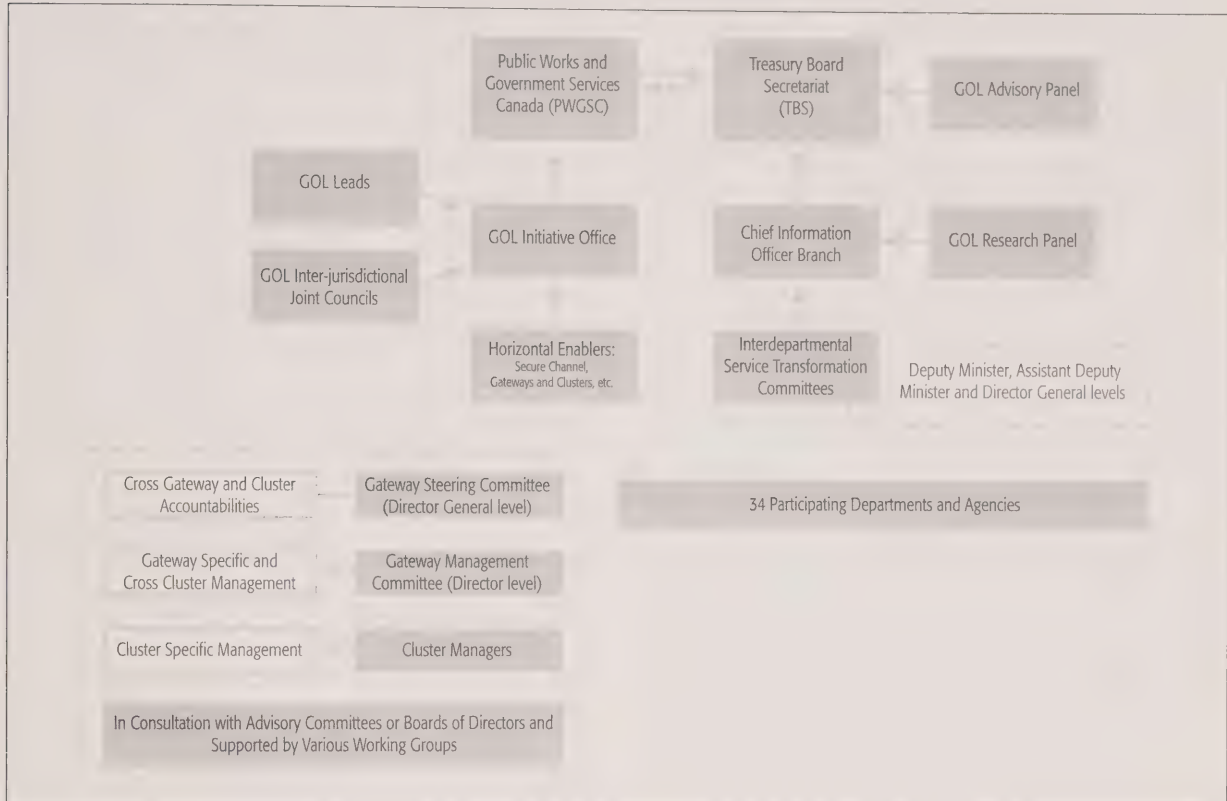 Public Works and
Government Services
Canada (PWGSC)
Treasury Board
Secretariat
(TBS)
GOL Advisory Panel
GOL Leads
GOL Initiative Office
Chief Information
Officer Branch
GOL Research Panel
GOL Inter-jurisdictional
Joint Councils
Horizontal Enablers:
Secure Channel,
Gateways and Clusters, etc.
Interdepartmental
Service Transformation
Committees
Deputy Minister, Assistant Deputy
Minister and Director General levels
Cross Gateway and Cluster
Accountabilities
Gateway Steering Committee
(Director General level)
34 Participating Departments and Agencies
Gateway Specific and
Cross Cluster Management
Gateway Management
Committee (Director level)
Cluster Specific Management
Cluster Managers
In Consultation with Advisory Committees or Boards of Directors and
Supported by Various Working Groups